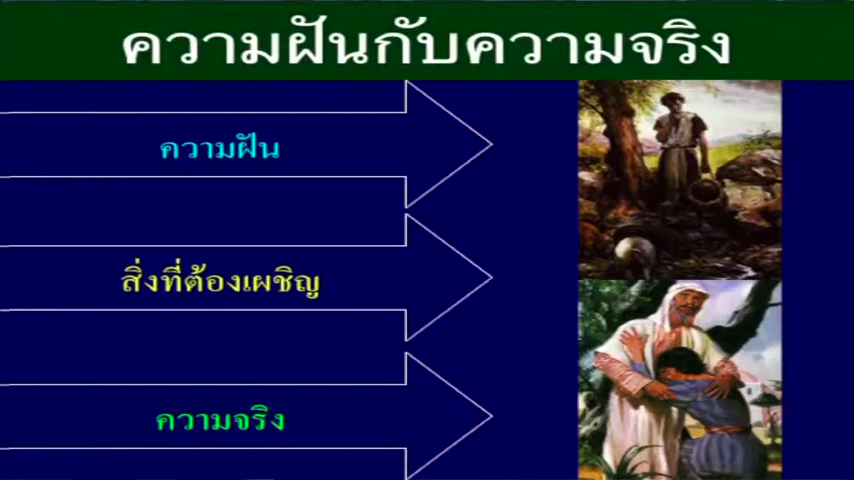 ความฝันกับความจริง
ความฝัน
สิ่งที่ต้องเผชิญ
ความจริง